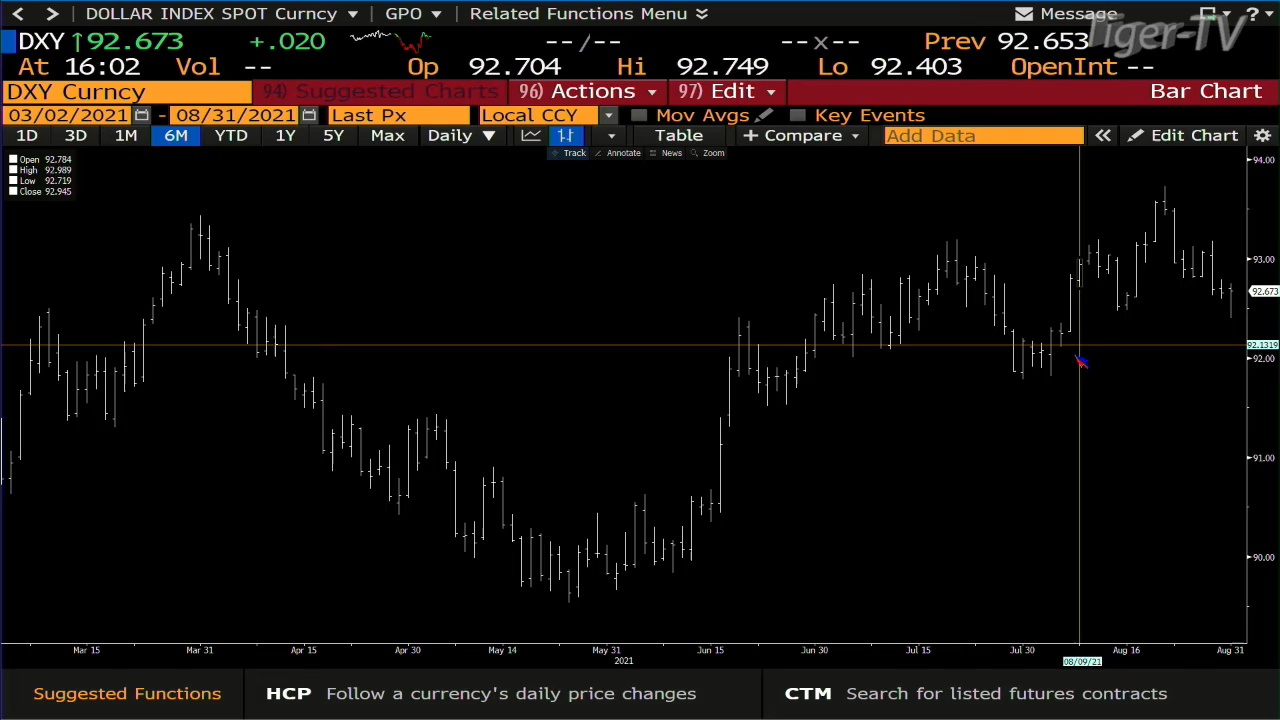 < > DOLLAR INDEX SPOT Curncy GPO Related Functions Menu Message ?
Tiger-TV
DXY ↑92.673 +.020 --/-- --x-- Prev 92.653
At 16:02 Vol -- Op 92.704 Hi 92.749 Lo 92.403 OpenInt --
DXY Curncy 94) Suggested Charts 96) Actions 97) Edit Bar Chart
03/02/2021 - 08/31/2021 Last Px Local CCY Mov Avgs Key Events
1D 3D 1M 6M YTD 1Y 5Y Max Daily ▼ Table + Compare Add Data « Edit Chart
Track Annotate News Zoom
Open 92.784
High 92.989
Low 92.719
Close 92.945
94.00
93.00
92.673
92.1319
92.00
91.00
90.00
Mar 15 Mar 31 Apr 15 Apr 30 May 14 May 31 Jun 15 Jun 30 Jul 15 Jul 30 Aug 16 Aug 31
2021 08/09/21
Suggested Functions HCP Follow a currency's daily price changes CTM Search for listed futures contracts